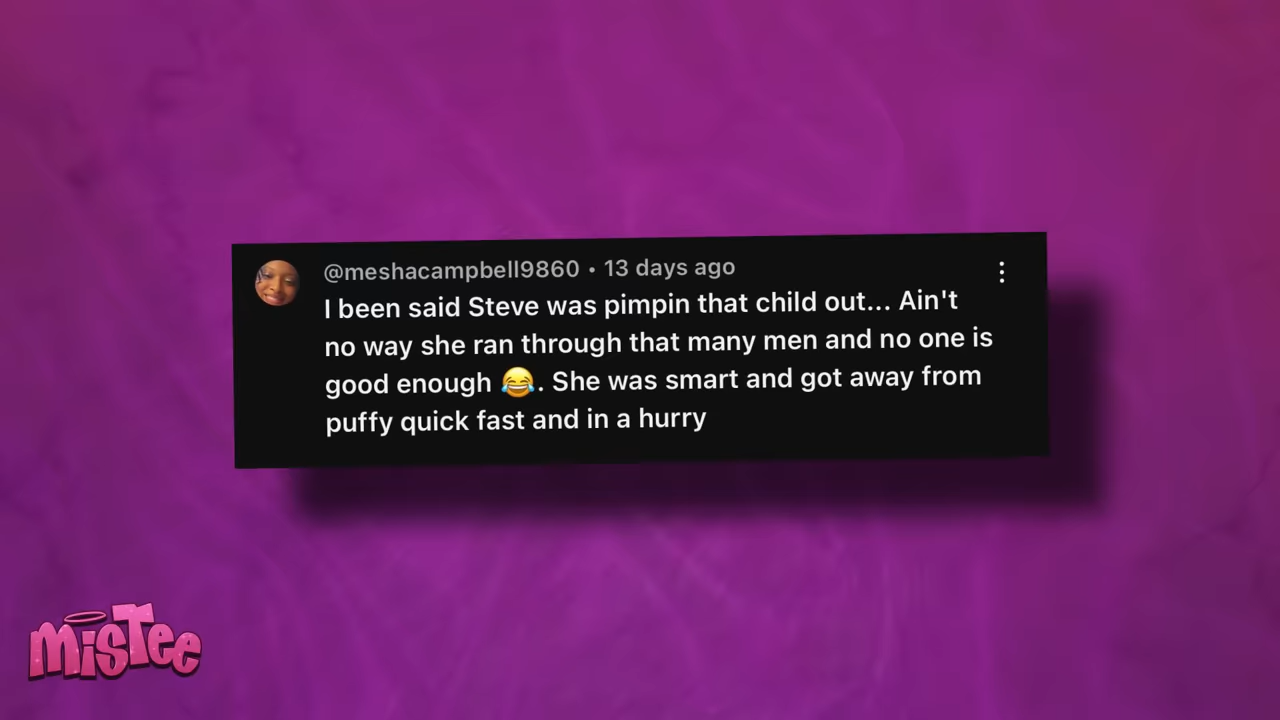 @meshacampbell9860 • 13 days ago
I been said Steve was pimpin that child out... Ain't
no way she ran through that many men and no one is
good enough 😂. She was smart and got away from
puffy quick fast and in a hurry
MisTee